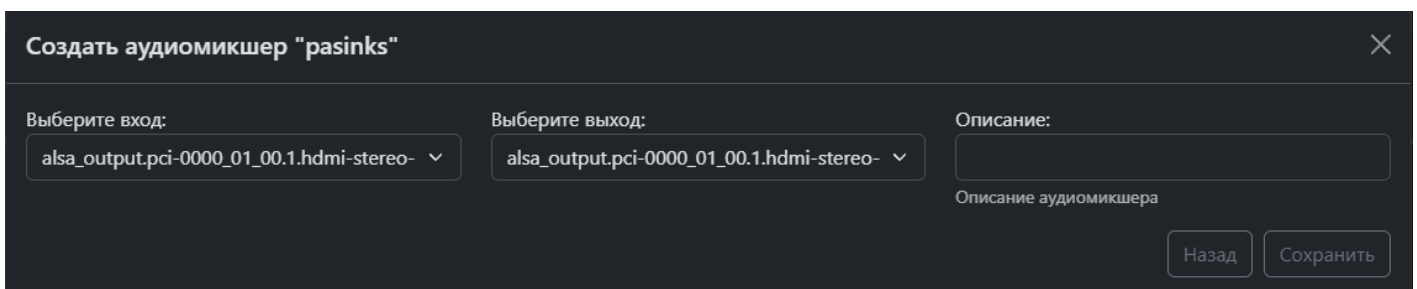 Создать аудиомикшер "pasinks"
Выберите вход:
Выберите выход:
Описание:
alsa_output.pci-0000_01_00.1.hdmi-stereo-
alsa_output.pci-0000_01_00.1.hdmi-stereo-
Описание аудиомикшера
Назад
Сохранить